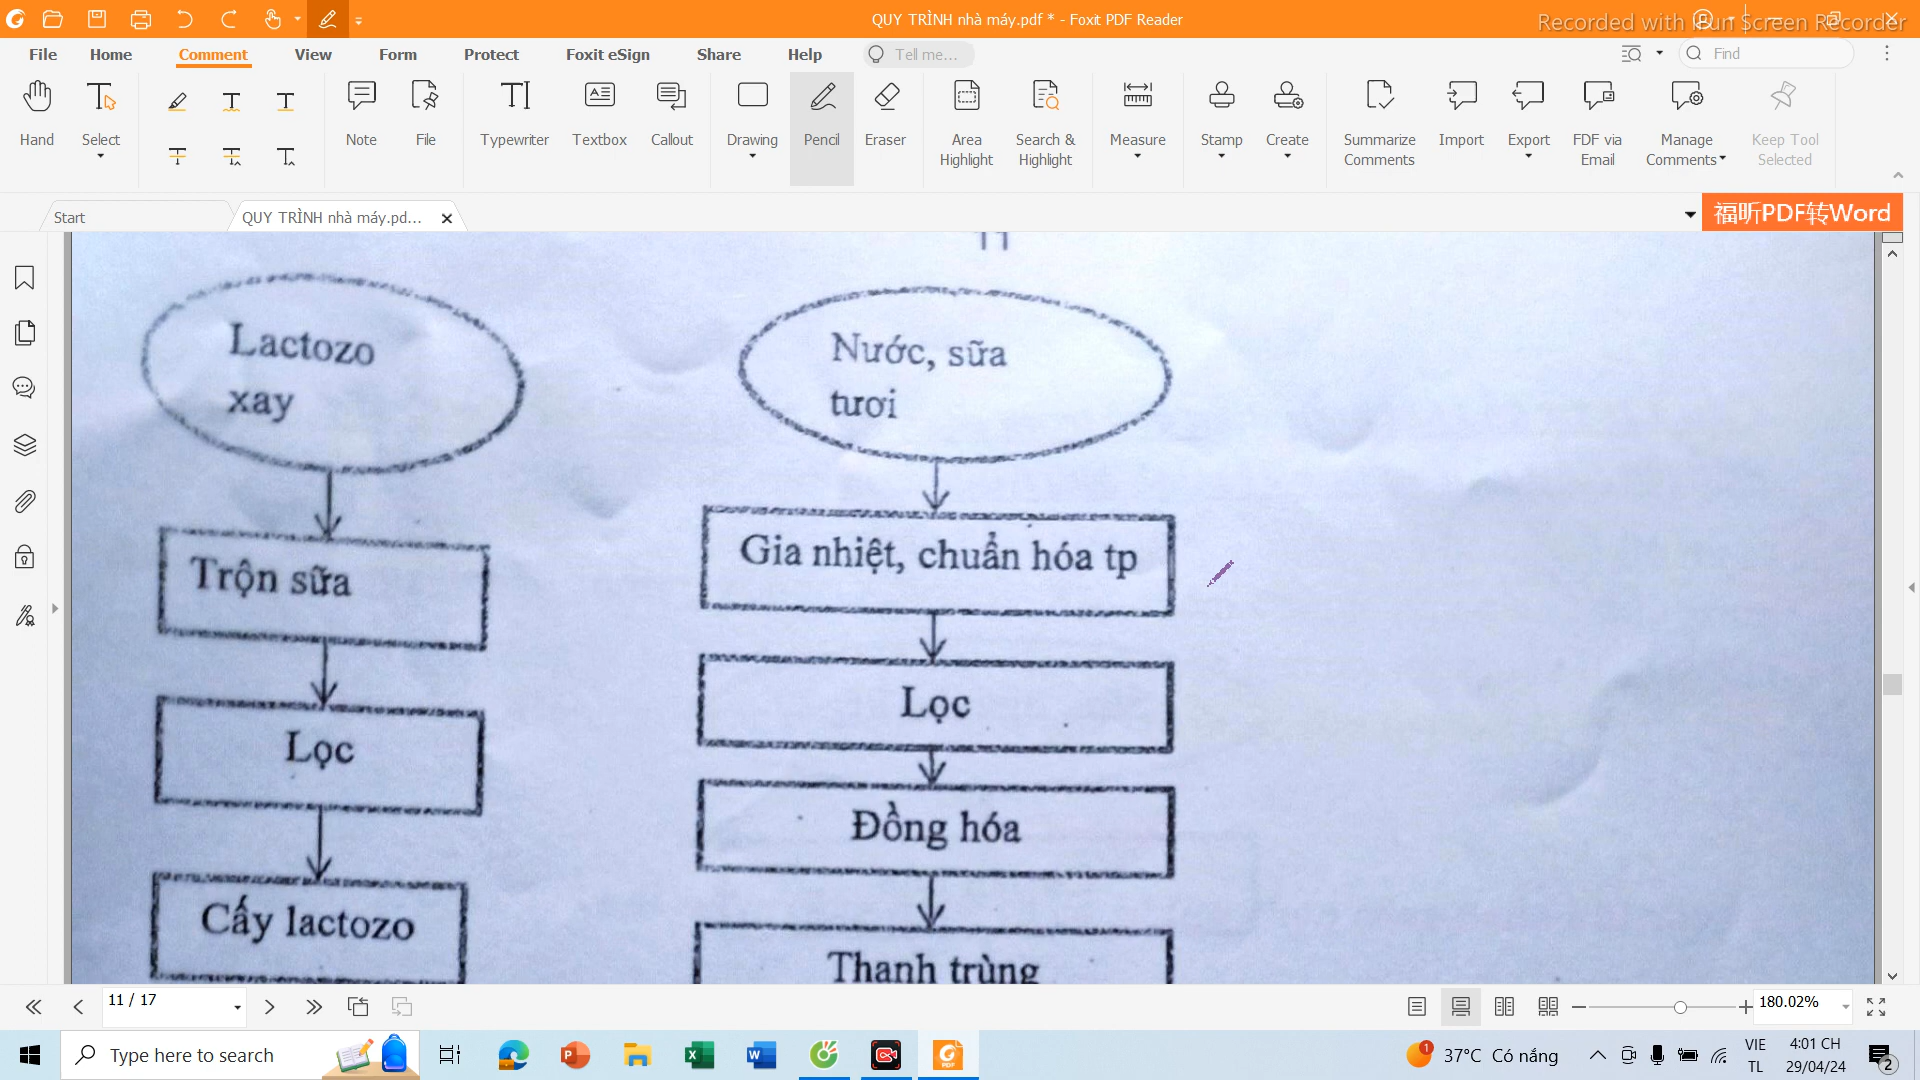 QUY TRÌNH nhà máy.pdf * - Foxit PDF Reader
Recorded with iFun Screen Recorder
File Home Comment View Form Protect Foxit eSign Share Help Tell me... Find
Hand Select Note File Typewriter Textbox Callout Drawing Pencil Eraser Area Highlight Search & Highlight Measure Stamp Create Summarize Comments Import Export FDF via Email Manage Comments Keep Tool Selected
Start
QUY TRÌNH nhà máy.pd...
福昕PDF转Word
11
Lactozo
xay
Trộn sữa
Lọc
Cấy lactozo
Nước, sữa
tươi
Gia nhiệt, chuẩn hóa tp
Lọc
Đồng hóa
Thanh trùng
11 / 17
180.02%
Type here to search
1
37°C Có nắng
VIE
TL
4:01 CH
29/04/24
2